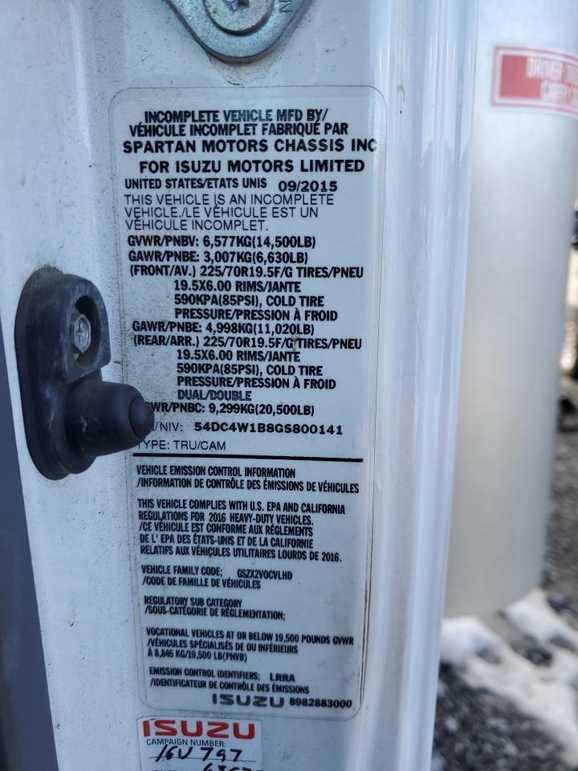 INCOMPLETE VEHICLE MFD BY/
VÉHICULE INCOMPLET FABRIQUÉ PAR
SPARTAN MOTORS CHASSIS INC
FOR ISUZU MOTORS LIMITED
UNITED STATES/ETATS UNIS 09/2015
THIS VEHICLE IS AN INCOMPLETE
VEHICLE./LE VÉHICULE EST UN
VÉHICULE INCOMPLET.
GVWR/PNBV: 6,577KG(14,500LB)
GAWR/PNBE: 3,007KG(6,630LB)
(FRONT/AV.) 225/70R19.5F/G TIRES/PNEU
19.5X6.00 RIMS/JANTE
590KPA(85PSI), COLD TIRE
PRESSURE/PRESSION À FROID
GAWR/PNBE: 4,998KG(11,020LB)
(REAR/ARR.) 225/70R19.5F/G TIRES/PNEU
19.5X6.00 RIMS/JANTE
590KPA(85PSI), COLD TIRE
PRESSURE/PRESSION À FROID
DUAL/DOUBLE
WR/PNBC: 9,299KG(20,500LB)
/NIV: 54DC4W1B8GS800141
TYPE: TRU/CAM
VEHICLE EMISSION CONTROL INFORMATION
/INFORMATION DE CONTRÔLE DES ÉMISSIONS DE VÉHICULES
THIS VEHICLE COMPLIES WITH U.S. EPA AND CALIFORNIA
REGULATIONS FOR 2016 HEAVY-DUTY VEHICLES.
/CE VÉHICULE EST CONFORME AUX RÈGLEMENTS
DE L' EPA DES ÉTATS-UNIS ET DE LA CALIFORNIE
RELATIFS AUX VÉHICULES UTILITAIRES LOURDS DE 2016.
VEHICLE FAMILY CODE; GSZX2VOCVLHD
/CODE DE FAMILLE DE VÉHICULES
REGULATORY SUB CATEGORY
/SOUS-CATÉGORIE DE RÉGLEMENTATION;
VOCATIONAL VEHICLES AT OR BELOW 19,500 POUNDS GVWR
/VÉHICULES SPÉCIALISÉS DE OU INFÉRIEURS
À 8,845 KG/19,500 LB(PNVB)
EMISSION CONTROL IDENTIFIERS; LRRA
/IDENTIFICATEUR DE CONTRÔLE DES ÉMISSIONS
ISUZU 8982883000
ISUZU
CAMPAIGN NUMBER:
16V 797
DRIVER